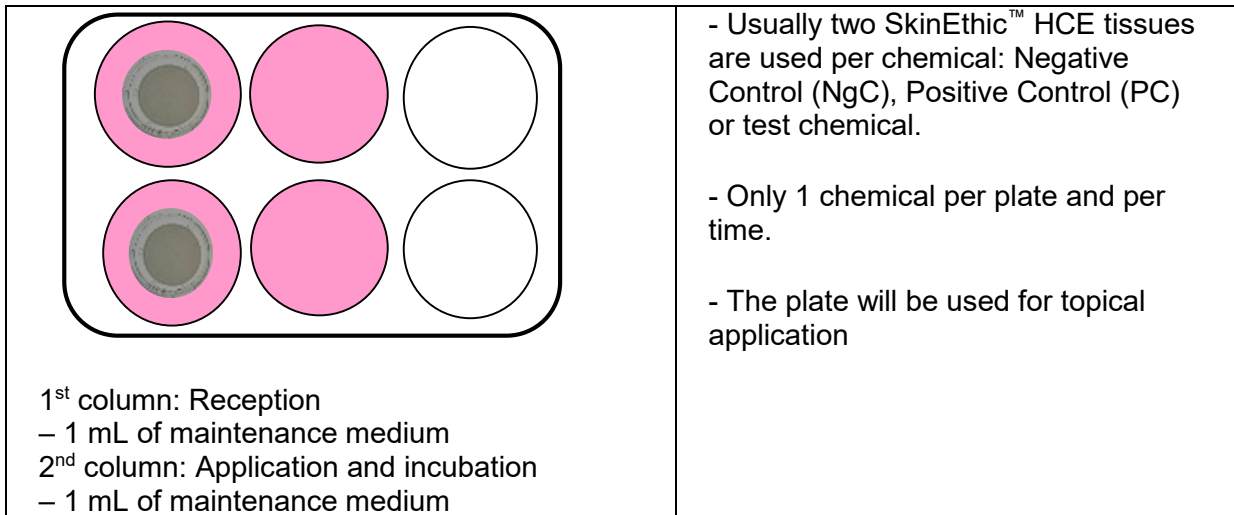 1st column: Reception
– 1 mL of maintenance medium
2nd column: Application and incubation
– 1 mL of maintenance medium
- Usually two SkinEthic™ HCE tissues
are used per chemical: Negative
Control (NgC), Positive Control (PC)
or test chemical.
- Only 1 chemical per plate and per
time.
- The plate will be used for topical
application